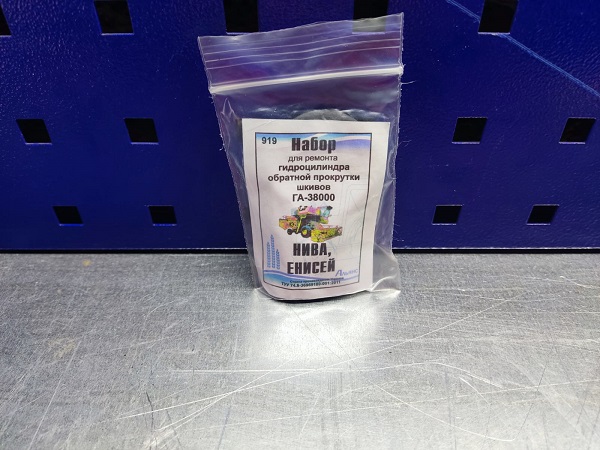 919
Набор
для ремонта
гидроцилиндра
обратной прокрутки
шкивов
ГА-38000
НИВА,
ЕНИСЕЙ